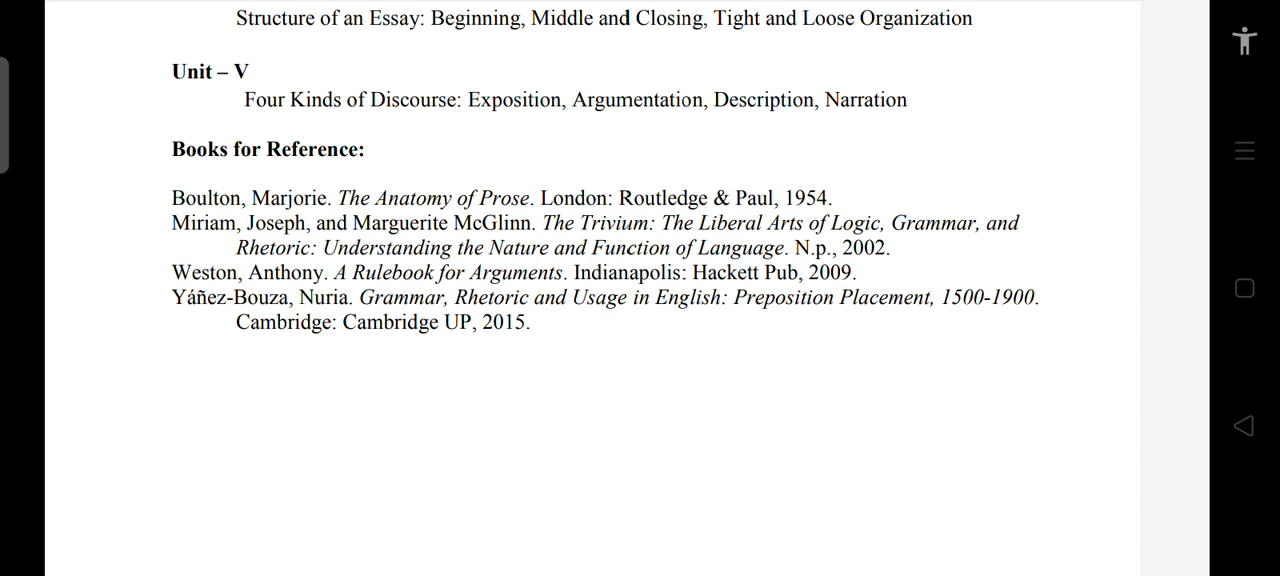 Structure of an Essay: Beginning, Middle and Closing, Tight and Loose Organization
Unit – V
Four Kinds of Discourse: Exposition, Argumentation, Description, Narration
Books for Reference:
Boulton, Marjorie. The Anatomy of Prose. London: Routledge & Paul, 1954.
Miriam, Joseph, and Marguerite McGlinn. The Trivium: The Liberal Arts of Logic, Grammar, and
Rhetoric: Understanding the Nature and Function of Language. N.p., 2002.
Weston, Anthony. A Rulebook for Arguments. Indianapolis: Hackett Pub, 2009.
Yáñez-Bouza, Nuria. Grammar, Rhetoric and Usage in English: Preposition Placement, 1500-1900.
Cambridge: Cambridge UP, 2015.